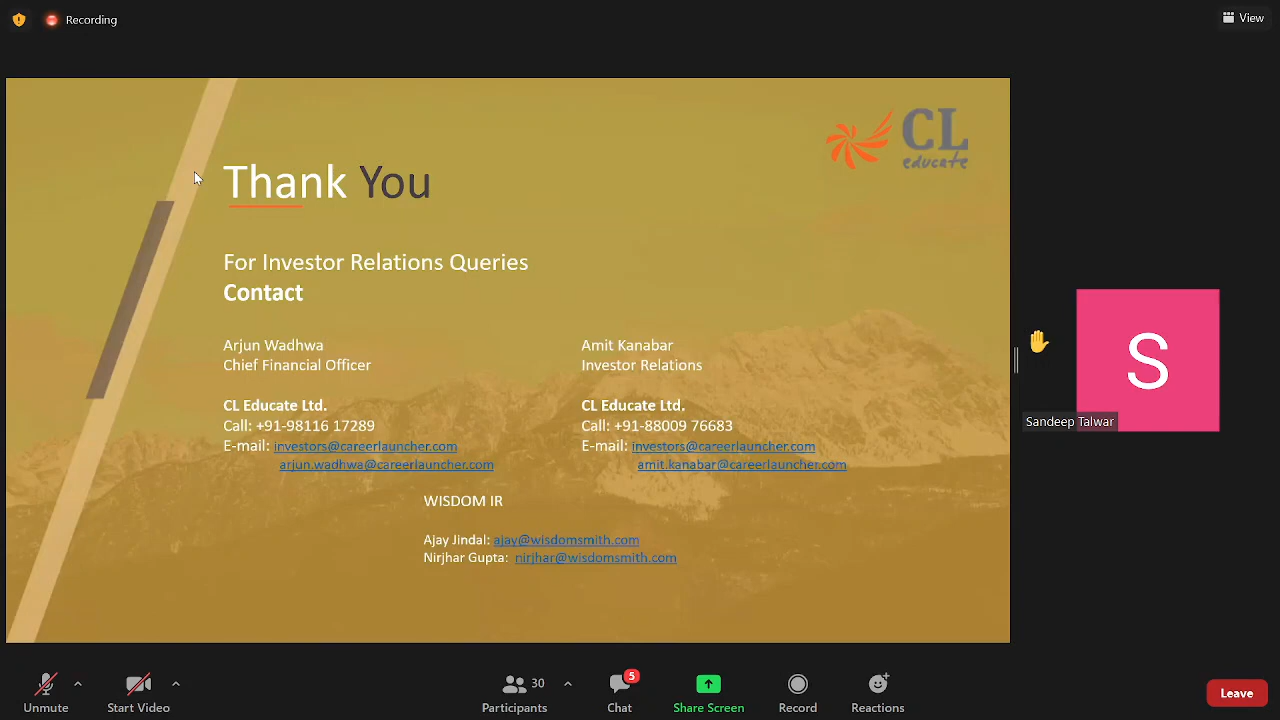 Recording
View
CL
educate
Thank You
For Investor Relations Queries
Contact
Arjun Wadhwa
Chief Financial Officer
CL Educate Ltd.
Call: +91-98116 17289
E-mail: investors@careerlauncher.com
arjun.wadhwa@careerlauncher.com
Amit Kanabar
Investor Relations
CL Educate Ltd.
Call: +91-88009 76683
E-mail: investors@careerlauncher.com
amit.kanabar@careerlauncher.com
WISDOM IR
Ajay Jindal: ajay@wisdomsmith.com
Nirjhar Gupta: nirjhar@wisdomsmith.com
S
Sandeep Talwar
Unmute
Start Video
30
Participants
5
Chat
Share Screen
Record
Reactions
Leave